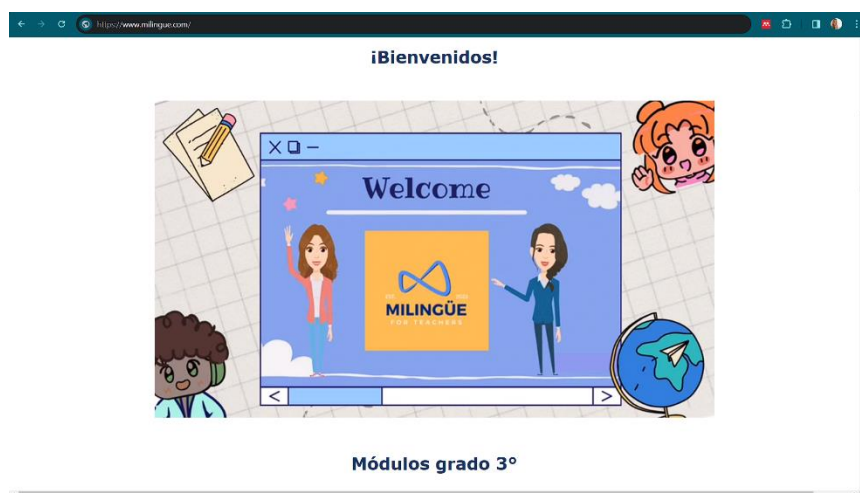 https://www.milingue.com/
¡Bienvenidos!
Welcome
MILINGÜE
FOR TEACHERS
Módulos grado 3°